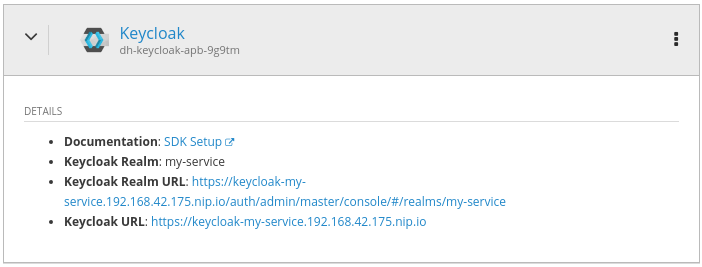 Keycloak
dh-keycloak-apb-9g9tm
DETAILS
Documentation: SDK Setup
Keycloak Realm: my-service
Keycloak Realm URL: https://keycloak-my-
service.192.168.42.175.nip.io/auth/admin/master/console/#/realms/my-service
Keycloak URL: https://keycloak-my-service.192.168.42.175.nip.io